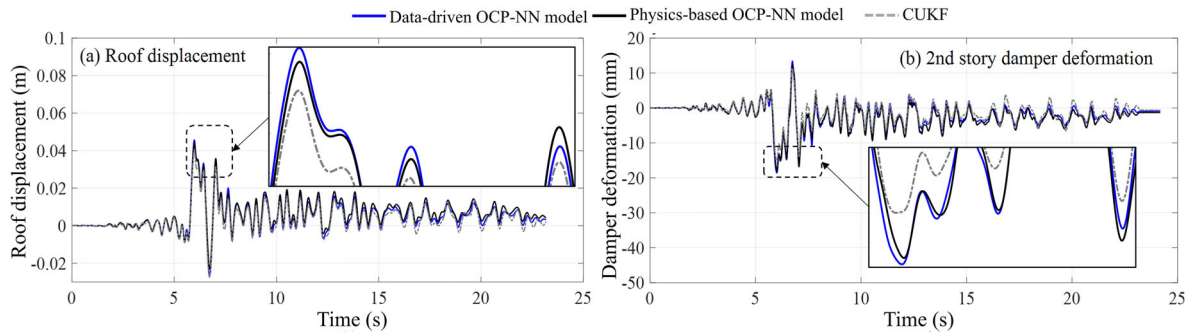 Data-driven OCP-NN model Physics-based OCP-NN model CUKF
(a) Roof displacement
Roof displacement (m)
0.1
0.08
0.06
0.04
0.02
0
-0.02
0 5 10 15 20 25
Time (s)
(b) 2nd story damper deformation
Damper deformation (mm)
20
10
0
-10
-20
-30
-40
-50
0 5 10 15 20 25
Time (s)